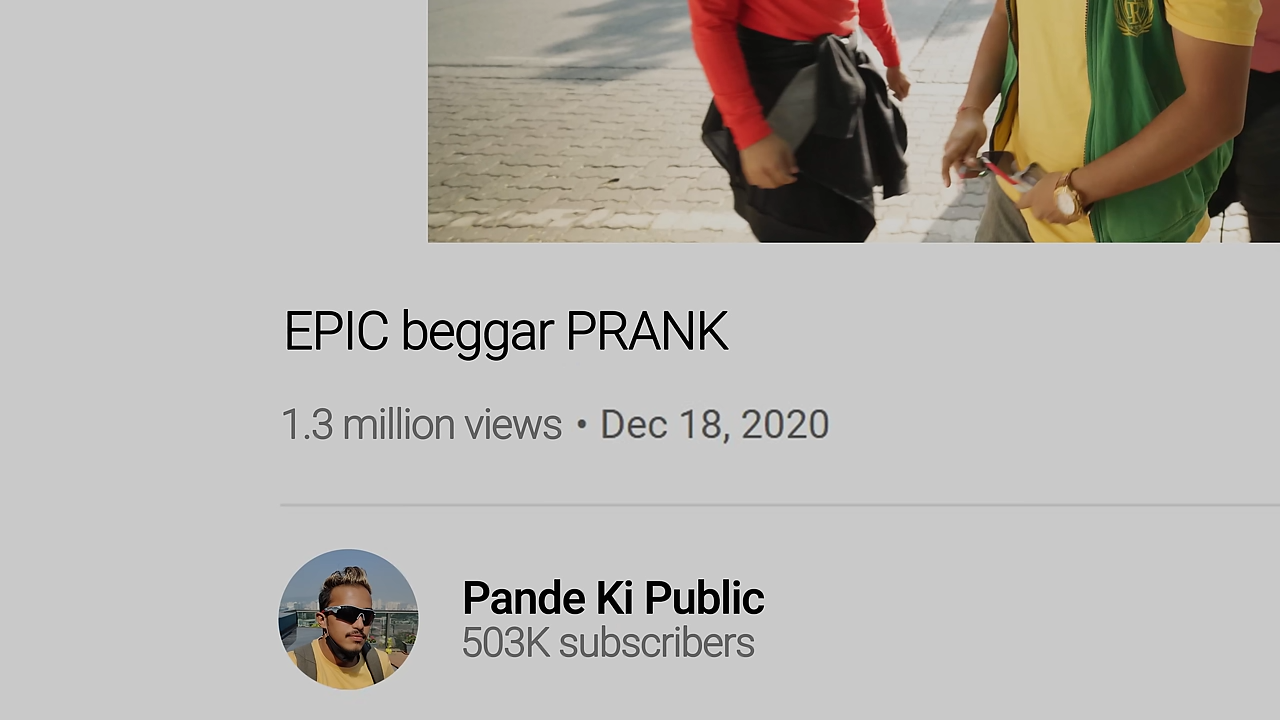 EPIC beggar PRANK
1.3 million views • Dec 18, 2020
Pande Ki Public
503K subscribers